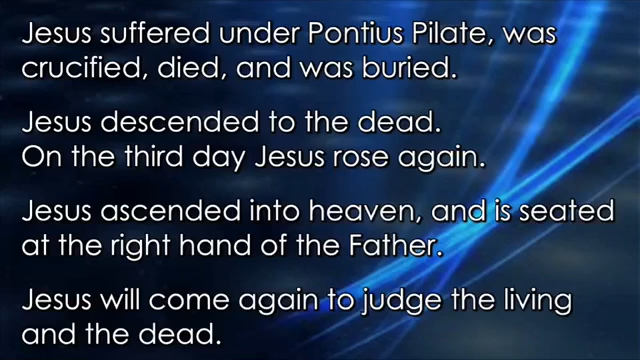 Jesus suffered under Pontius Pilate, was
crucified, died, and was buried.
Jesus descended to the dead.
On the third day Jesus rose again.
Jesus ascended into heaven, and is seated
at the right hand of the Father.
Jesus will come again to judge the living
and the dead.